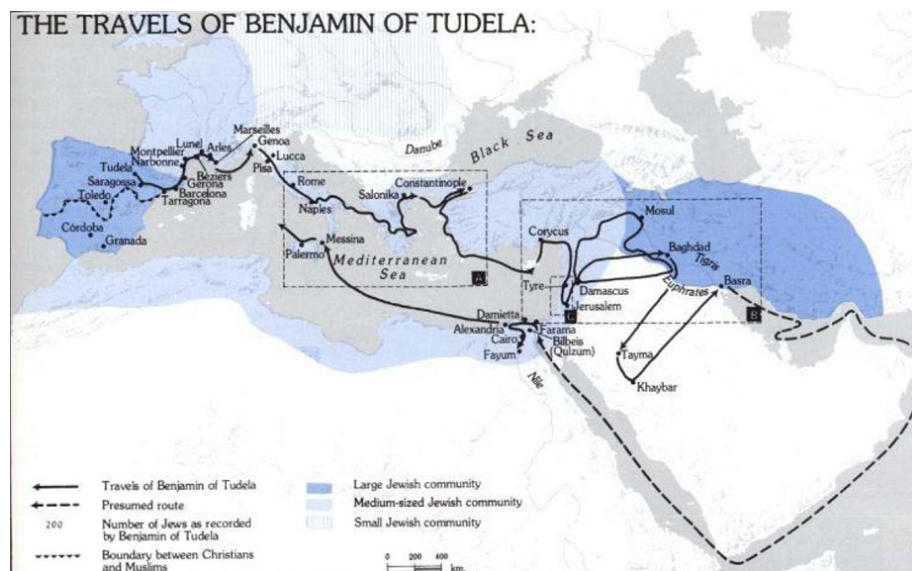 THE TRAVELS OF BENJAMIN OF TUDELA:
Marseilles
Lunel
Arles
Genoa
Montpellier
Narbonne
Lucca
Pisa
Tudela
Béziers
Saragossa
Gerona
Barcelona
Toledo
Tarragona
Córdoba
Granada
Danube
Black Sea
Rome
Naples
Salonika
Constantinople
Messina
Palermo
Mediterranean
Sea
A
Corycus
Mosul
Baghdad
Tigris
Tyre
Damascus
Euphrates
Basra
Jerusalem
C
B
Damietta
Alexandria
Farama
Cairo
Bilbeis
(Qulzum)
Fayum
Nile
Tayma
Khaybar
Travels of Benjamin of Tudela
Presumed route
200
Number of Jews as recorded
by Benjamin of Tudela
Boundary between Christians
and Muslims
Large Jewish community
Medium-sized Jewish community
Small Jewish community
0 200 400
km.